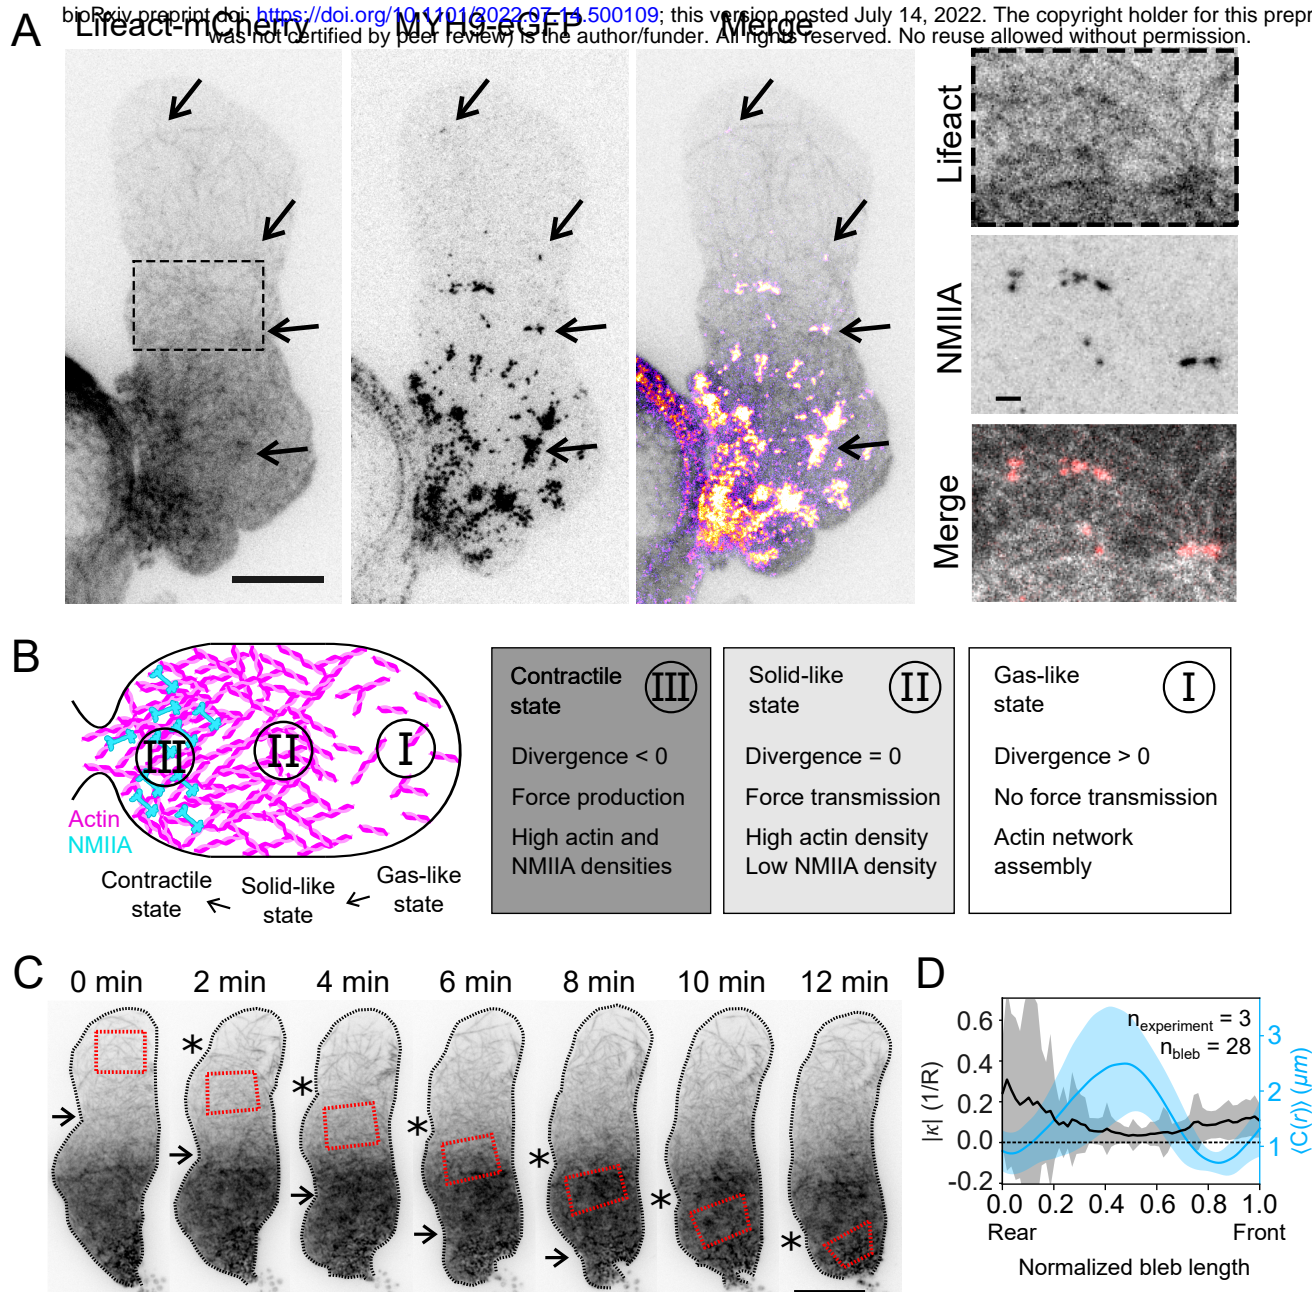 bioRxiv preprint doi: https://doi.org/10.1101/2022.07.14.500109; this version posted July 14, 2022. The copyright holder for this prepr
was not certified by peer review) is the author/funder. All rights reserved. No reuse allowed without permission.
A
Lifeact-mCherry
MYH9-eGFP
Merge
Lifeact
NMIIA
Merge
B
III
II
I
Actin
NMIIA
Contractile
state
Solid-like
state
Gas-like
state
Contractile
state
III
Divergence < 0
Force production
High actin and
NMIIA densities
Solid-like
state
II
Divergence = 0
Force transmission
High actin density
Low NMIIA density
Gas-like
state
I
Divergence > 0
No force transmission
Actin network
assembly
C
0 min
2 min
4 min
6 min
8 min
10 min
12 min
*
*
*
*
*
*
D
n experiment = 3
n bleb = 28
|κ| (1/R)
0.6
0.4
0.2
0.0
-0.2
⟨C(r)⟩ (μm)
3
2
1
0.0 0.2 0.4 0.6 0.8 1.0
Rear
Front
Normalized bleb length